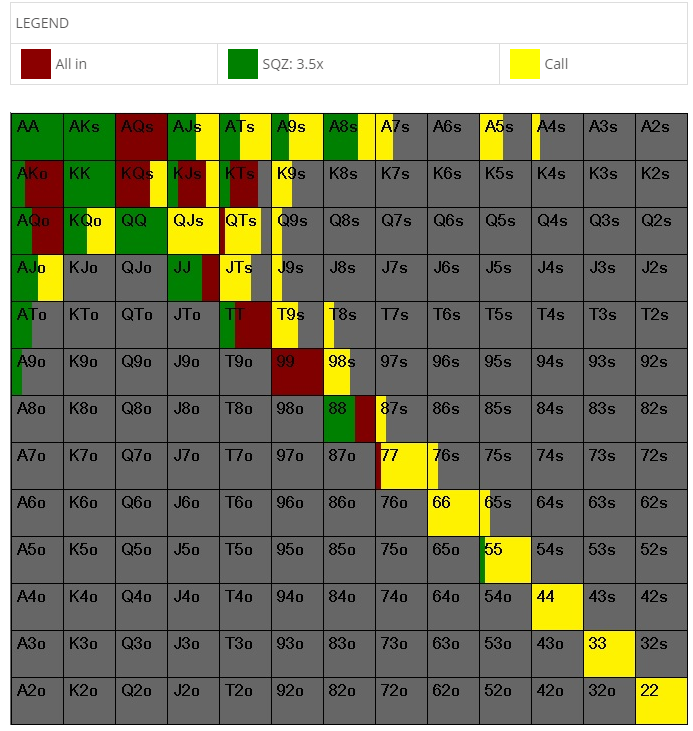 LEGEND
All in SQZ: 3.5x Call
AA AKs AQs AJs ATs A9s A8s A7s A6s A5s A4s A3s A2s
AKo KK KQs KJs KTs K9s K8s K7s K6s K5s K4s K3s K2s
AQo KQo QQ QJs QTs Q9s Q8s Q7s Q6s Q5s Q4s Q3s Q2s
AJo KJo QJo JJ JTs J9s J8s J7s J6s J5s J4s J3s J2s
ATo KTo QTo JTo TT T9s T8s T7s T6s T5s T4s T3s T2s
A9o K9o Q9o J9o T9o 99 98s 97s 96s 95s 94s 93s 92s
A8o K8o Q8o J8o T8o 98o 88 87s 86s 85s 84s 83s 82s
A7o K7o Q7o J7o T7o 97o 87o 77 76s 75s 74s 73s 72s
A6o K6o Q6o J6o T6o 96o 86o 76o 66 65s 64s 63s 62s
A5o K5o Q5o J5o T5o 95o 85o 75o 65o 55 54s 53s 52s
A4o K4o Q4o J4o T4o 94o 84o 74o 64o 54o 44 43s 42s
A3o K3o Q3o J3o T3o 93o 83o 73o 63o 53o 43o 33 32s
A2o K2o Q2o J2o T2o 92o 82o 72o 62o 52o 42o 32o 22